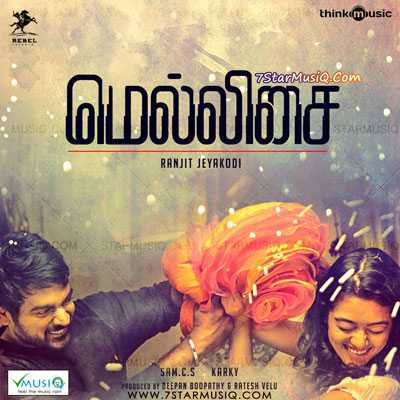 REBEL
think music
7StarMusiQ.Com
மெல்லிசை
RANJIT JEYAKODI
SAM.C.S KARKY
PRODUCED BY DEEPAN BOOPATHY & RATESH VELU
VMUSIQ
feel the music rain
WWW.7STARMUSIQ.COM